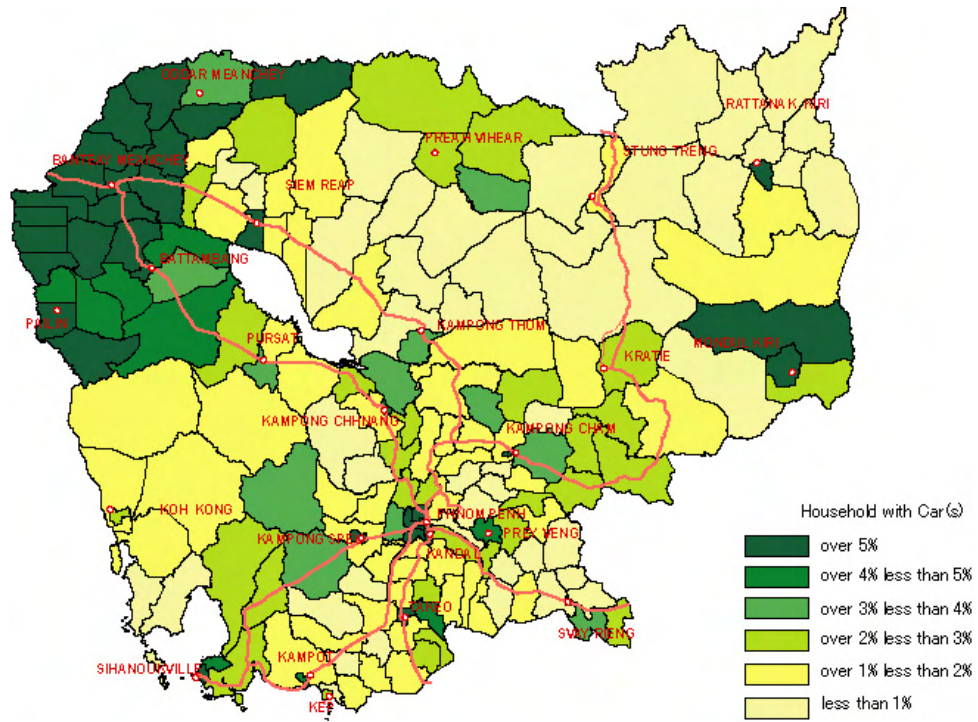 ODDAR MEANCHEY
RATTANAK KIRI
PREAH VIHEAR
STUNG TRENG
BANTEAY MEANCHEY
SIEM REAP
BATTAMBANG
PAILIN
KAMPONG THOM
PURSAT
MONDUL KIRI
KRATIE
KAMPONG CHHNANG
KAMPONG CHAM
KOH KONG
Household with Car(s)
PHNOM PENH
KAMPONG SPEU
PREY VENG
KANDAL
over 5%
over 4% less than 5%
TAKEO
over 3% less than 4%
SVAY RIENG
over 2% less than 3%
SIHANOUKVILLE
KAMPOT
over 1% less than 2%
KEP
less than 1%